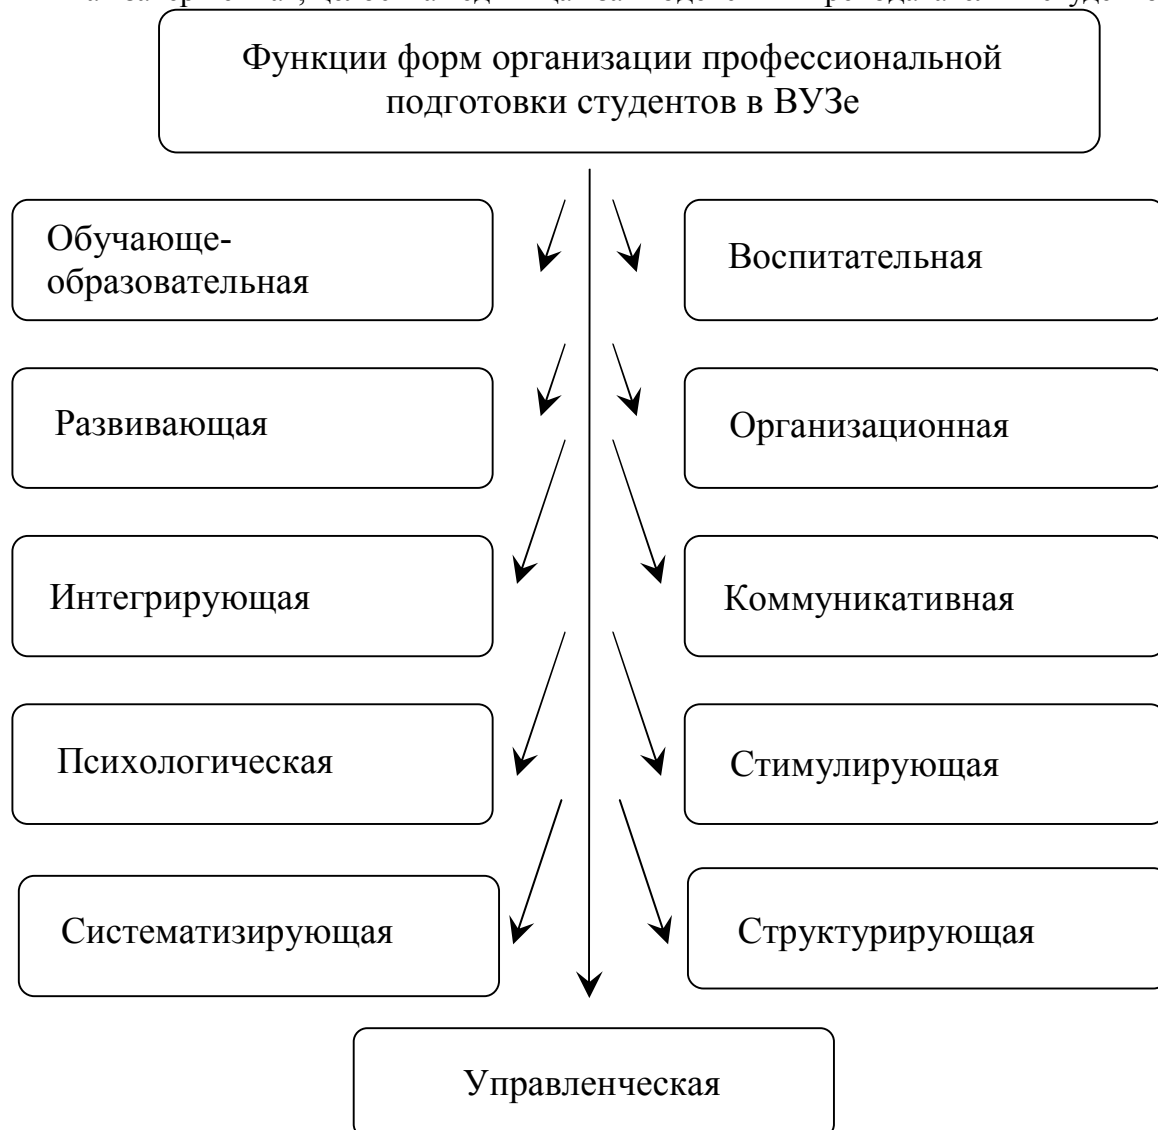 Функции форм организации профессиональной
подготовки студентов в ВУЗе
Обучающе-
образовательная
Воспитательная
Развивающая
Организационная
Интегрирующая
Коммуникативная
Психологическая
Стимулирующая
Систематизирующая
Структурирующая
Управленческая